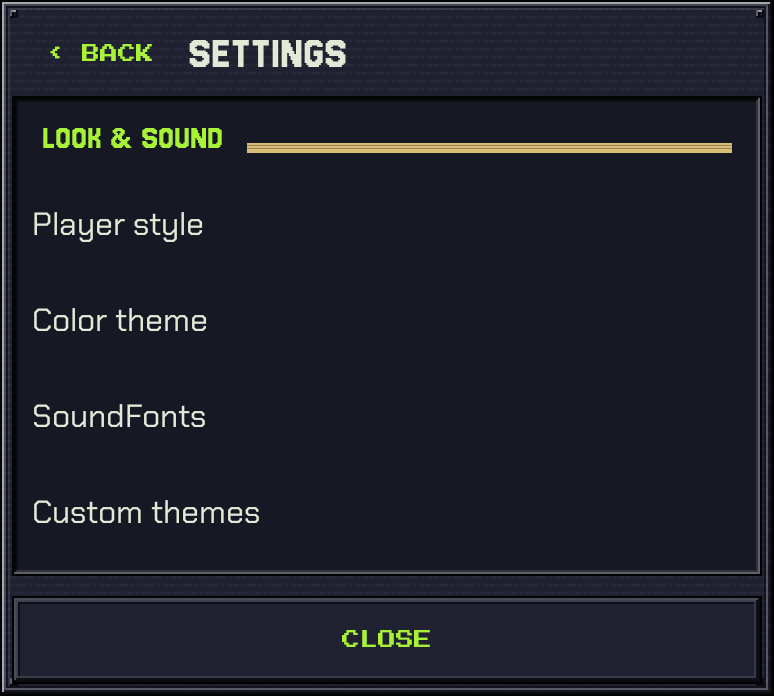 < BACK SETTINGS
LOOK & SOUND
Player style
Color theme
SoundFonts
Custom themes
CLOSE